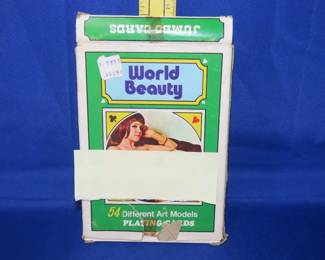 JUMBO CARDS
World
Beauty
54 Different Art Models
PLAYING CARDS